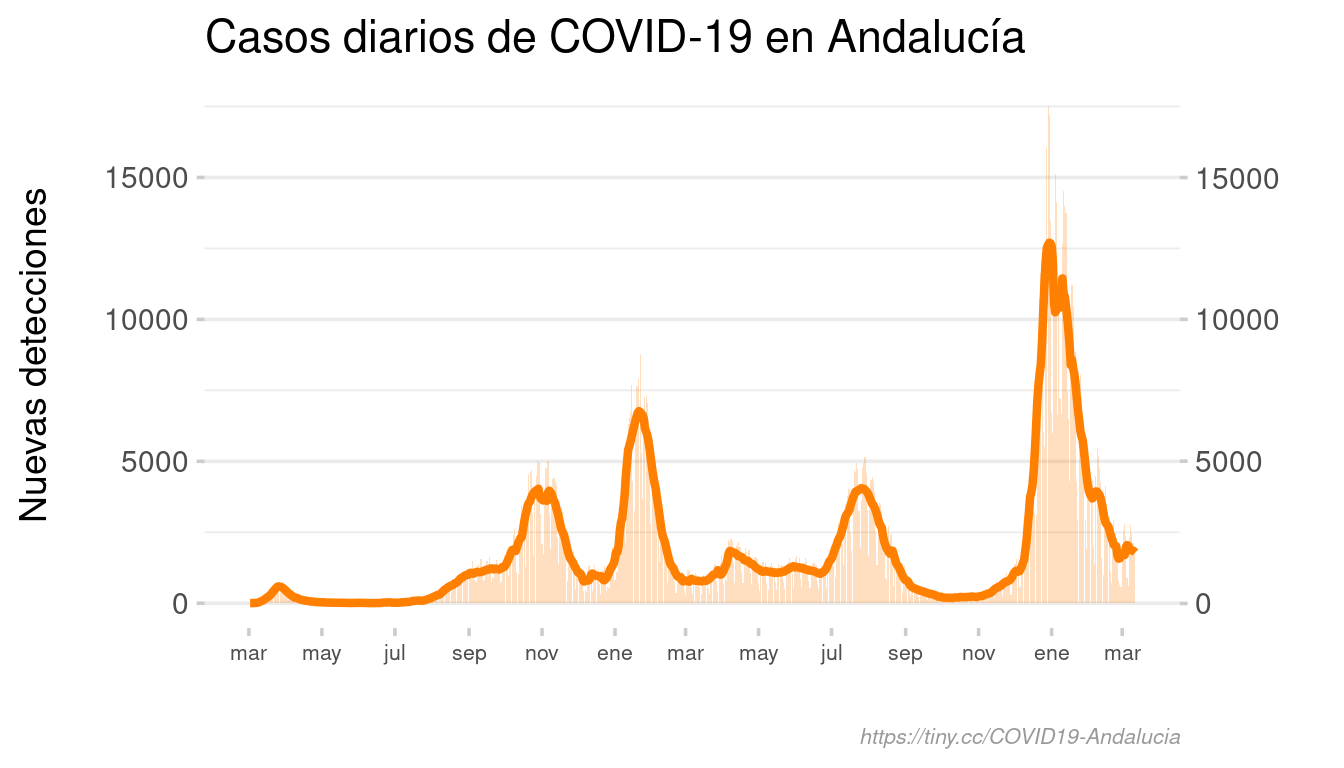 Casos diarios de COVID-19 en Andalucía
Nuevas detecciones
15000 15000
10000 10000
5000 5000
0 0
mar may jul sep nov ene mar may jul sep nov ene mar
https://tiny.cc/COVID19-Andalucia